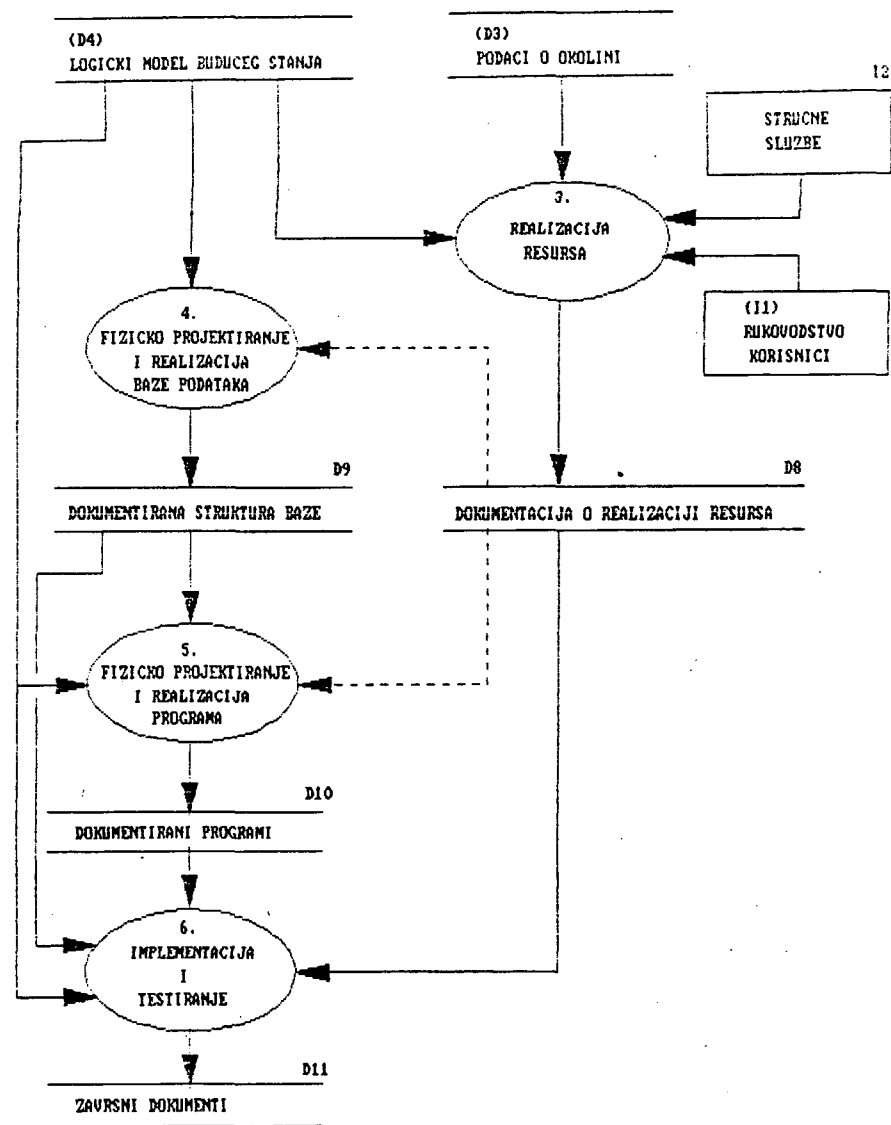 (D4)
LOGICKI MODEL BUDUCEG STANJA
(D3)
PODACI O OKOLINI
12
STRUCNE
SLUZBE
3.
REALIZACIJA
RESURSA
(I1)
RUKOVODSTVO
KORISNICI
4.
FIZICKO PROJEKTIRANJE
I REALIZACIJA
BAZE PODATAKA
D9
DOKUMENTIRANA STRUKTURA BAZE
D8
DOKUMENTACIJA O REALIZACIJI RESURSA
5.
FIZICKO PROJEKTIRANJE
I REALIZACIJA
PROGRAMA
D10
DOKUMENTIRANI PROGRAMI
6.
IMPLEMENTACIJA
I
TESTIRANJE
D11
ZAVRSNI DOKUMENTI